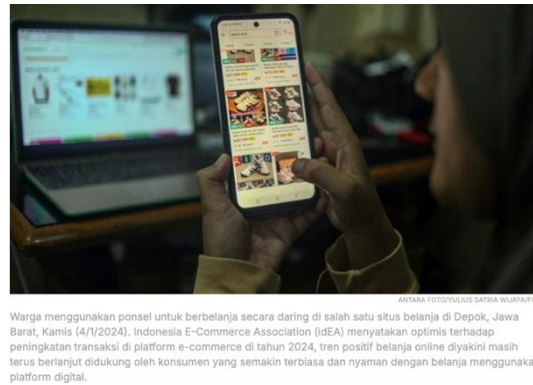 ANTARA FOTO/YULIUS SATRIA WIJAYA/F
Warga menggunakan ponsel untuk berbelanja secara daring di salah satu situs belanja di Depok, Jawa
Barat, Kamis (4/1/2024). Indonesia E-Commerce Association (idEA) menyatakan optimis terhadap
peningkatan transaksi di platform e-commerce di tahun 2024, tren positif belanja online diyakini masih
terus berlanjut didukung oleh konsumen yang semakin terbiasa dan nyaman dengan belanja menggunaka
platform digital.